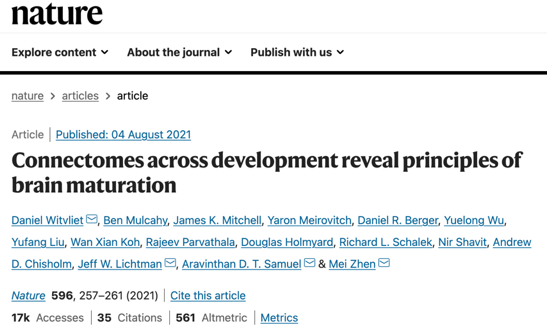 nature
Explore content About the journal Publish with us
nature > articles > article
Article | Published: 04 August 2021
Connectomes across development reveal principles of
brain maturation
Daniel Witvliet, Ben Mulcahy, James K. Mitchell, Yaron Meirovitch, Daniel R. Berger, Yuelong Wu,
Yufang Liu, Wan Xian Koh, Rajeev Parvathala, Douglas Holmyard, Richard L. Schalek, Nir Shavit, Andrew
D. Chisholm, Jeff W. Lichtman, Aravinthan D. T. Samuel & Mei Zhen
Nature 596, 257–261 (2021) | Cite this article
17k Accesses | 35 Citations | 561 Altmetric | Metrics